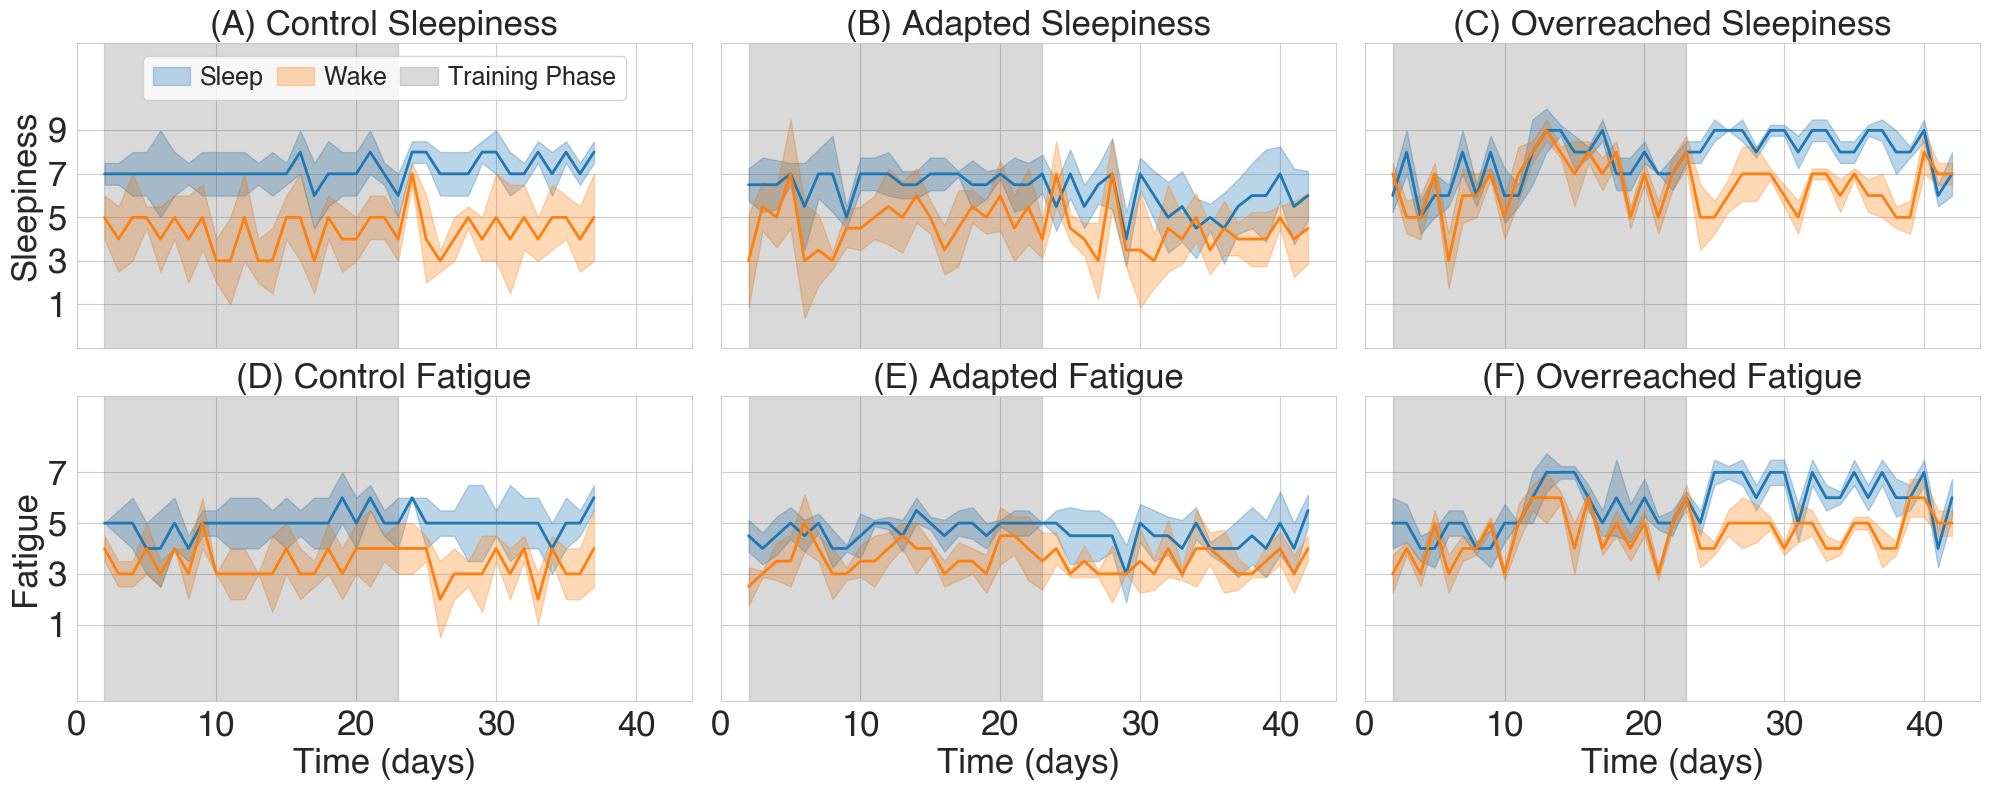 (A) Control Sleepiness
(B) Adapted Sleepiness
(C) Overreached Sleepiness
Sleep
Wake
Training Phase
Sleepiness
9
7
5
3
1
(D) Control Fatigue
(E) Adapted Fatigue
(F) Overreached Fatigue
Fatigue
7
5
3
1
0 10 20 30 40
0 10 20 30 40
0 10 20 30 40
Time (days)
Time (days)
Time (days)